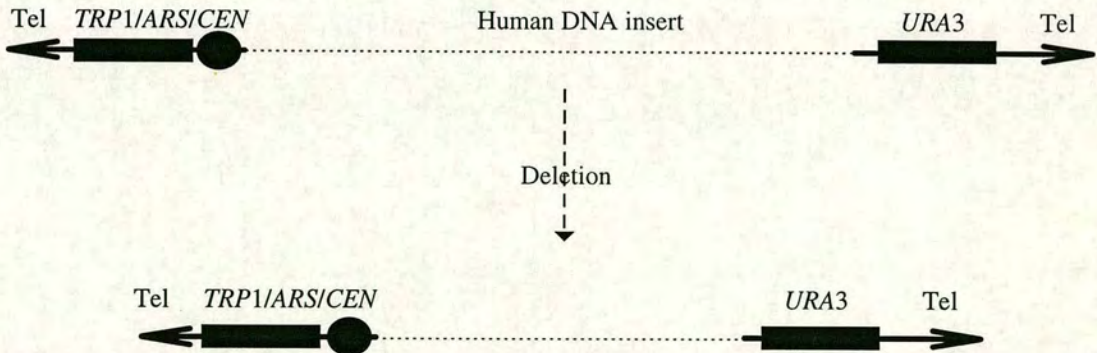 Tel TRP1/ARS/CEN Human DNA insert URA3 Tel
Deletion
Tel TRP1/ARS/CEN URA3 Tel